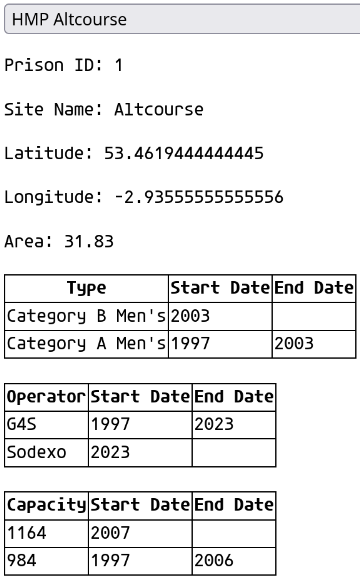 HMP Altcourse
Prison ID: 1
Site Name: Altcourse
Latitude: 53.4619444444445
Longitude: -2.93555555555556
Area: 31.83
Type Start Date End Date
Category B Men's 2003
Category A Men's 1997 2003
Operator Start Date End Date
G4S 1997 2023
Sodexo 2023
Capacity Start Date End Date
1164 2007
984 1997 2006